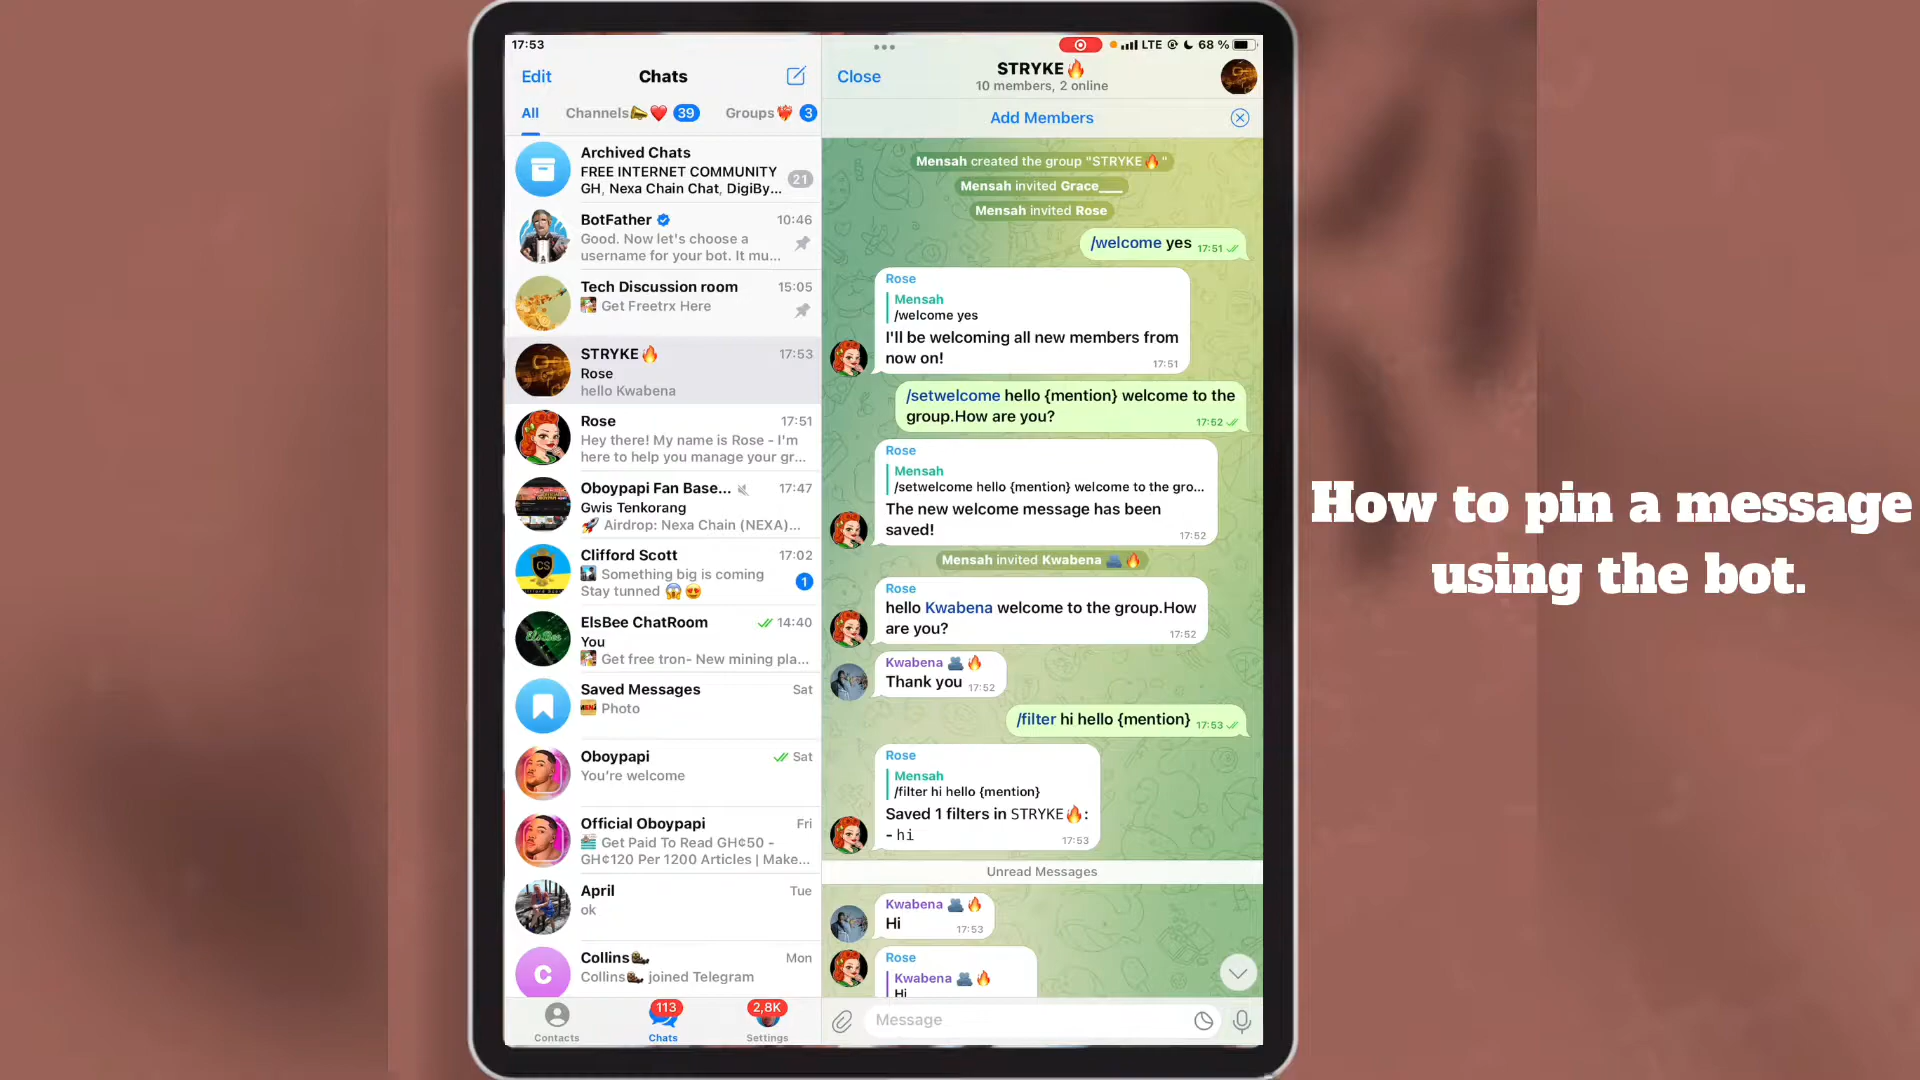 17:53
LTE 68 %
Edit
Chats
All
Channels📣❤️ 39
Groups❤️‍🔥 3
Archived Chats
FREE INTERNET COMMUNITY
GH, Nexa Chain Chat, DigiBy...
21
BotFather 10:46
Good. Now let's choose a
username for your bot. It mu...
Tech Discussion room 15:05
Get Freetrx Here
STRYKE🔥 17:53
Rose
hello Kwabena
Rose 17:51
Hey there! My name is Rose - I'm
here to help you manage your gr...
Oboypapi Fan Base... 17:47
Gwis Tenkorang
🚀 Airdrop: Nexa Chain (NEXA)...
Clifford Scott 17:02
Something big is coming
Stay tunned 😱😍
1
ElsBee ChatRoom 14:40
You
Get free tron- New mining pla...
Saved Messages Sat
Photo
Oboypapi Sat
You're welcome
Official Oboypapi Fri
Get Paid To Read GH¢50 -
GH¢120 Per 1200 Articles | Make...
April Tue
ok
C
Collins Mon
Collins joined Telegram
113
2,8K
Contacts
Chats
Settings
Close
STRYKE🔥
10 members, 2 online
Add Members
Mensah created the group "STRYKE🔥"
Mensah invited Grace____
Mensah invited Rose
/welcome yes 17:51
Rose
Mensah
/welcome yes
I'll be welcoming all new members from
now on!
17:51
/setwelcome hello {mention} welcome to the
group.How are you?
17:52
Rose
Mensah
/setwelcome hello {mention} welcome to the gro...
The new welcome message has been
saved!
17:52
Mensah invited Kwabena 🫂🔥
Rose
hello Kwabena welcome to the group.How
are you?
17:52
Kwabena 🫂🔥
Thank you 17:52
/filter hi hello {mention} 17:53
Rose
Mensah
/filter hi hello {mention}
Saved 1 filters in STRYKE🔥:
- hi
17:53
Unread Messages
Kwabena 🫂🔥
Hi 17:53
Rose
Kwabena 🫂🔥
Hi
Message
How to pin a message
using the bot.